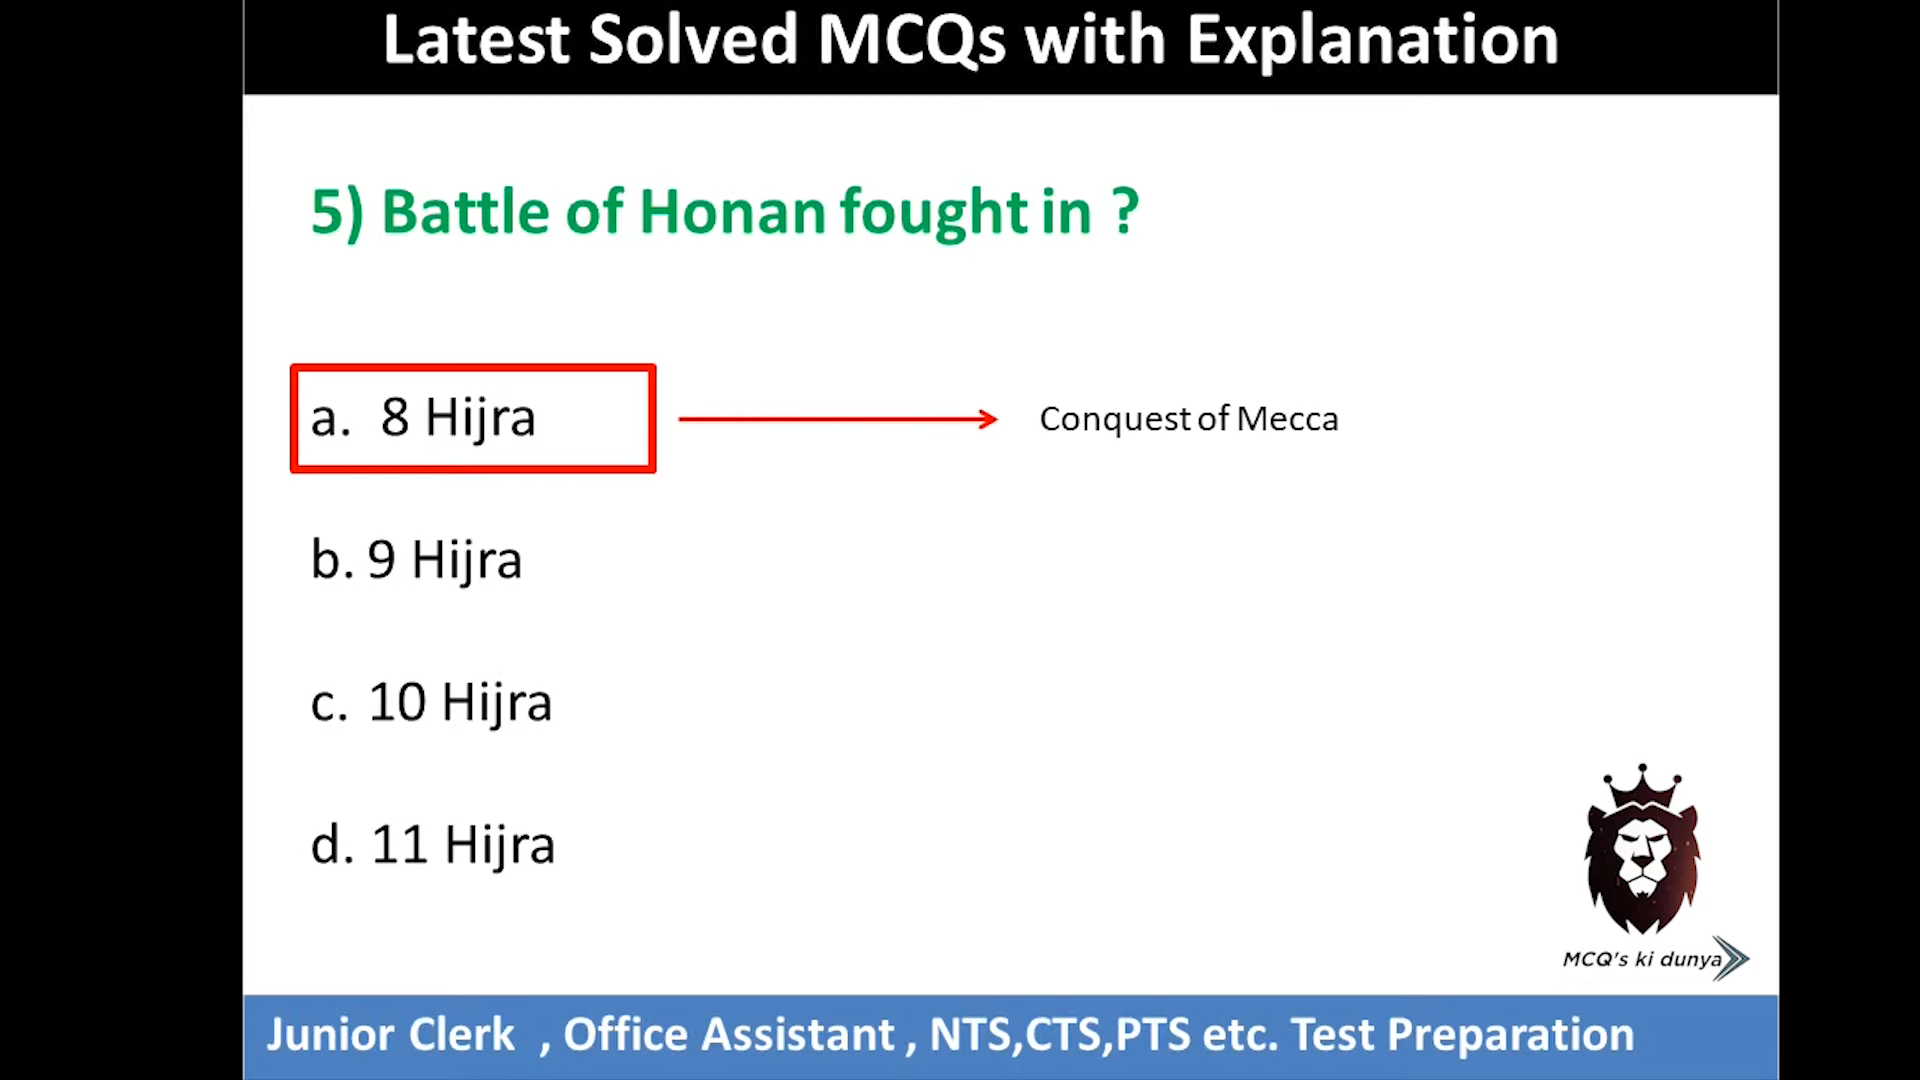 Latest Solved MCQs with Explanation
5) Battle of Honan fought in ?
a. 8 Hijra
Conquest of Mecca
b. 9 Hijra
c. 10 Hijra
d. 11 Hijra
MCQ's ki dunya
Junior Clerk , Office Assistant , NTS,CTS,PTS etc. Test Preparation